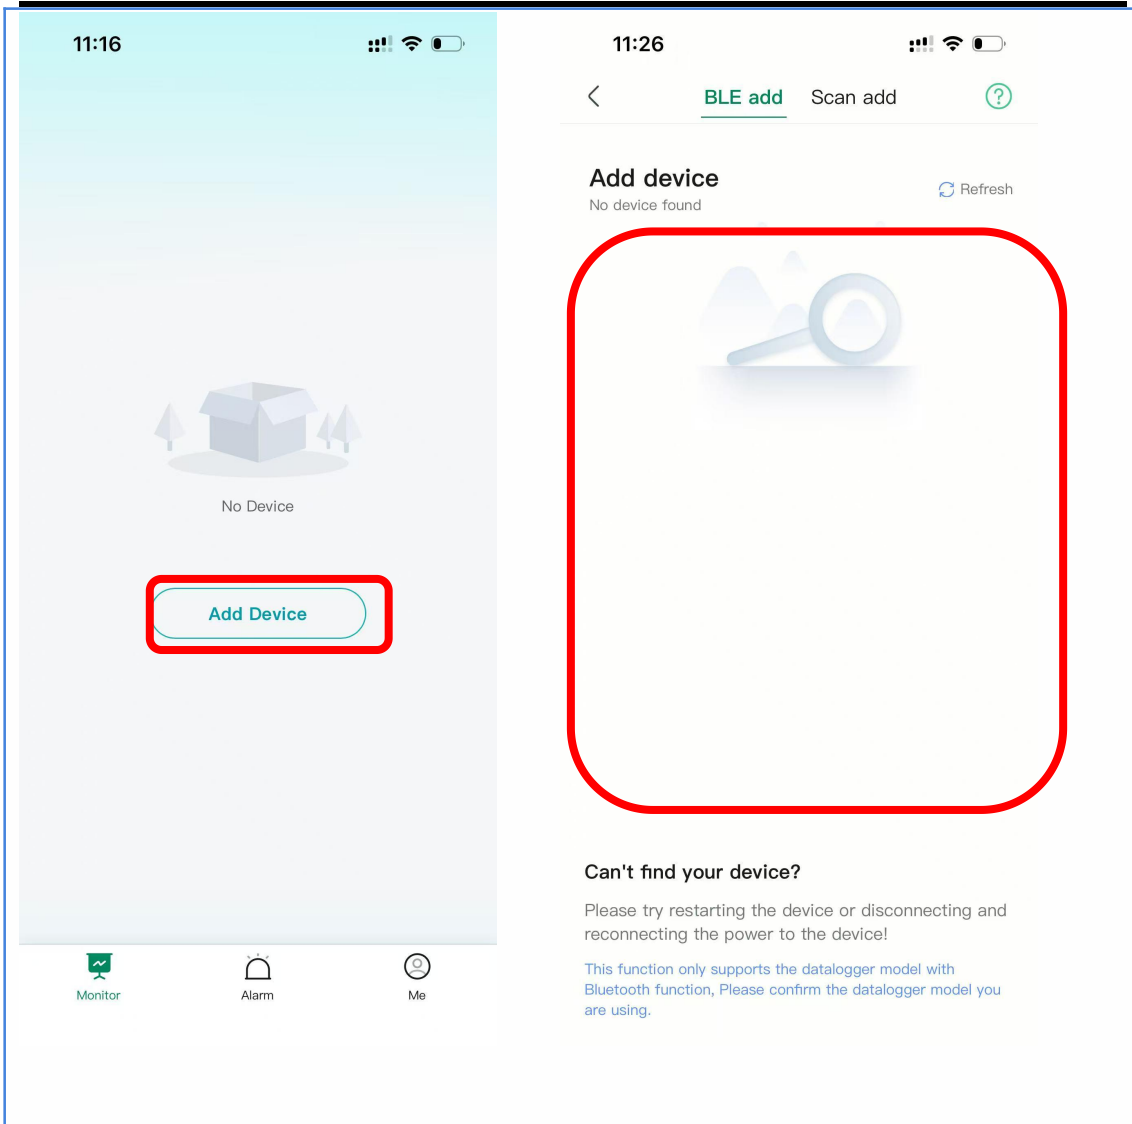 11:16
No Device
Add Device
Monitor
Alarm
Me
11:26
BLE add
Scan add
?
Add device
Refresh
No device found
Can't find your device?
Please try restarting the device or disconnecting and
reconnecting the power to the device!
This function only supports the datalogger model with
Bluetooth function, Please confirm the datalogger model you
are using.